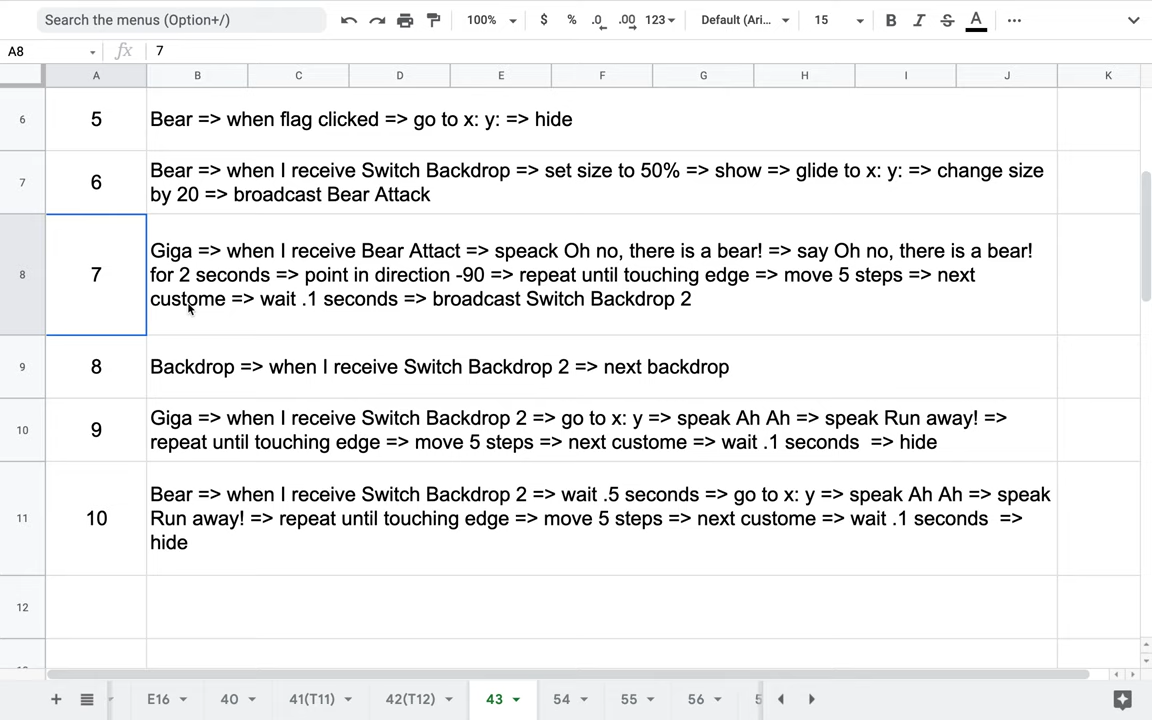 Search the menus (Option+/)
100%
$ % .0 .00 123
Default (Ari...
15
B I S A
A8
fx 7
A B C D E F G H I J K
6 5 Bear => when flag clicked => go to x: y: => hide
7 6 Bear => when I receive Switch Backdrop => set size to 50% => show => glide to x: y: => change size
by 20 => broadcast Bear Attack
Giga => when I receive Bear Attact => speack Oh no, there is a bear! => say Oh no, there is a bear!
8 7 for 2 seconds => point in direction -90 => repeat until touching edge => move 5 steps => next
custome => wait .1 seconds => broadcast Switch Backdrop 2
9 8 Backdrop => when I receive Switch Backdrop 2 => next backdrop
10 9 Giga => when I receive Switch Backdrop 2 => go to x: y => speak Ah Ah => speak Run away! =>
repeat until touching edge => move 5 steps => next custome => wait .1 seconds => hide
Bear => when I receive Switch Backdrop 2 => wait .5 seconds => go to x: y => speak Ah Ah => speak
11 10 Run away! => repeat until touching edge => move 5 steps => next custome => wait .1 seconds =>
hide
12
E16 40 41(T11) 42(T12) 43 54 55 56